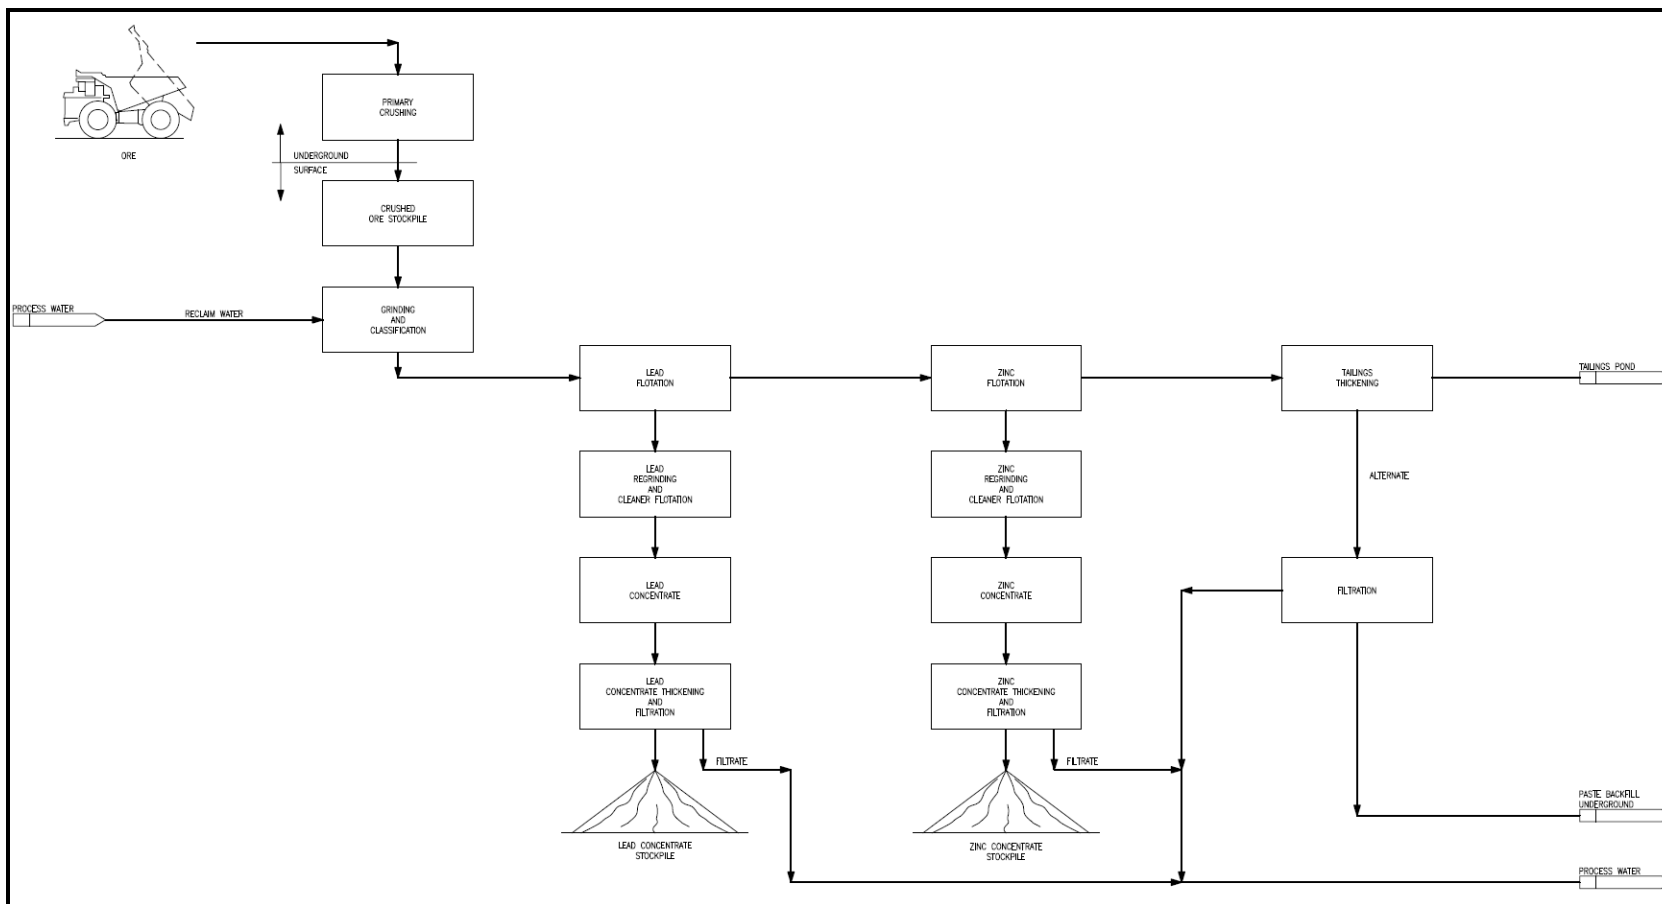 ORE
PRIMARY
CRUSHING
UNDERGROUND
SURFACE
CRUSHED
ORE STOCKPILE
PROCESS WATER
RECLAIM WATER
GRINDING
AND
CLASSIFICATION
LEAD
FLOTATION
ZINC
FLOTATION
TAILINGS
THICKENING
TAILINGS POND
LEAD
REGRINDING
AND
CLEANER FLOTATION
ZINC
REGRINDING
AND
CLEANER FLOTATION
ALTERNATE
LEAD
CONCENTRATE
ZINC
CONCENTRATE
FILTRATION
LEAD
CONCENTRATE THICKENING
AND
FILTRATION
ZINC
CONCENTRATE THICKENING
AND
FILTRATION
FILTRATE
FILTRATE
LEAD CONCENTRATE
STOCKPILE
ZINC CONCENTRATE
STOCKPILE
PASTE BACKFILL
UNDERGROUND
PROCESS WATER